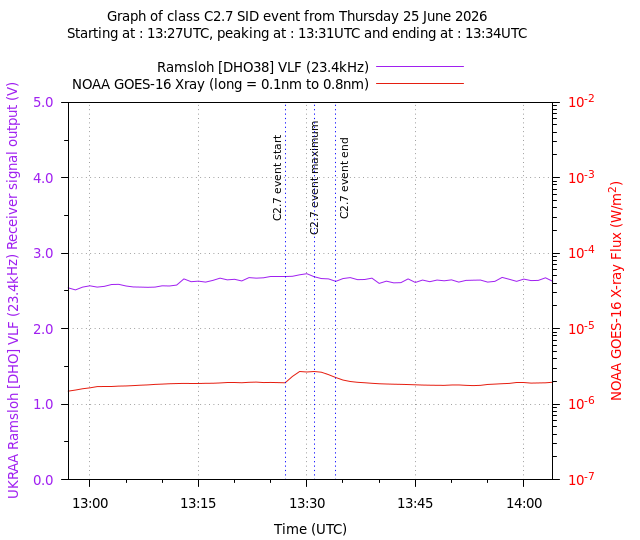 Graph of class C2.7 SID event from Thursday 25 June 2026
Starting at : 13:27UTC, peaking at : 13:31UTC and ending at : 13:34UTC
Ramsloh [DHO38] VLF (23.4kHz)
NOAA GOES-16 Xray (long = 0.1nm to 0.8nm)
UKRAA Ramsloh [DHO] VLF (23.4kHz) Receiver signal output (V)
5.0
4.0
3.0
2.0
1.0
0.0
C2.7 event start
C2.7 event maximum
C2.7 event end
10⁻²
10⁻³
10⁻⁴
10⁻⁵
10⁻⁶
10⁻⁷
NOAA GOES-16 X-ray Flux (W/m²)
13:00 13:15 13:30 13:45 14:00
Time (UTC)